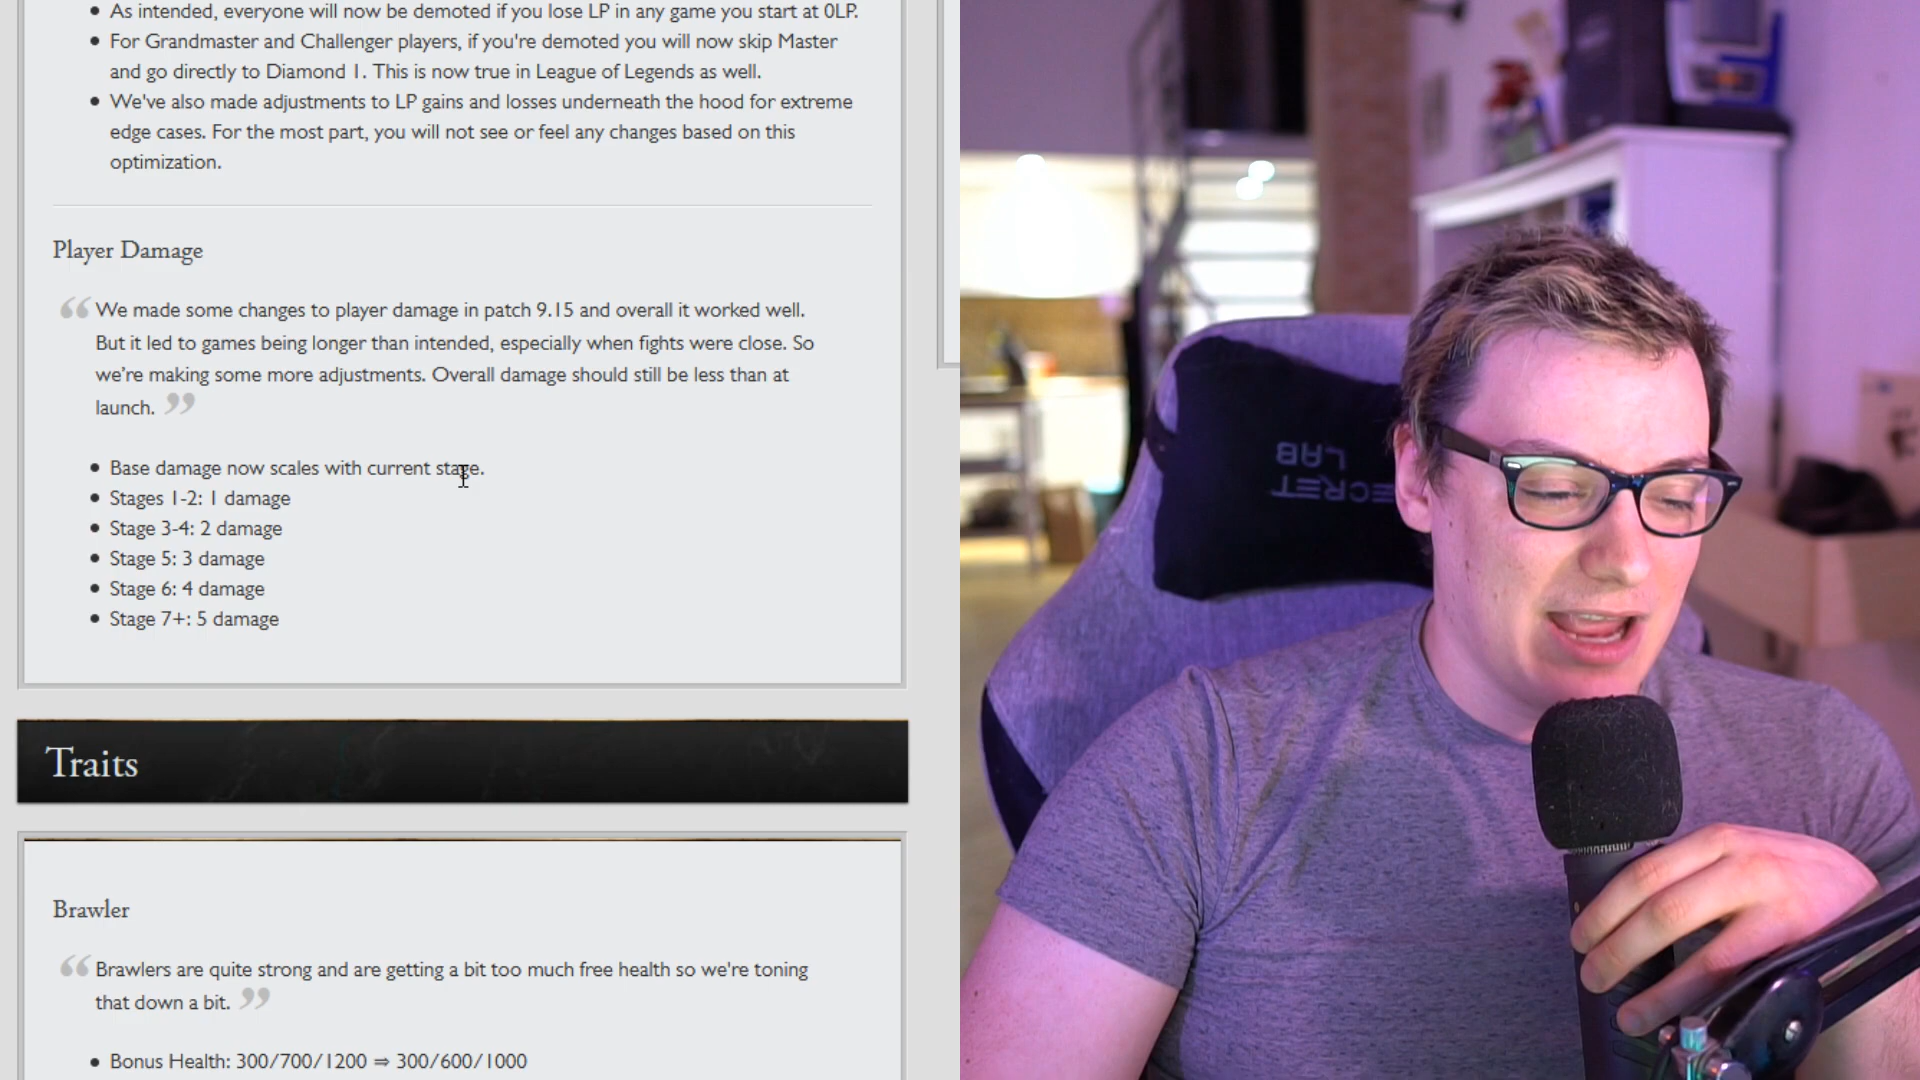 As intended, everyone will now be demoted if you lose LP in any game you start at 0LP.
For Grandmaster and Challenger players, if you're demoted you will now skip Master
and go directly to Diamond 1. This is now true in League of Legends as well.
We've also made adjustments to LP gains and losses underneath the hood for extreme
edge cases. For the most part, you will not see or feel any changes based on this
optimization.
Player Damage
“We made some changes to player damage in patch 9.15 and overall it worked well.
But it led to games being longer than intended, especially when fights were close. So
we’re making some more adjustments. Overall damage should still be less than at
launch.”
Base damage now scales with current stage.
Stages 1-2: 1 damage
Stage 3-4: 2 damage
Stage 5: 3 damage
Stage 6: 4 damage
Stage 7+: 5 damage
Traits
Brawler
“Brawlers are quite strong and are getting a bit too much free health so we're toning
that down a bit.”
Bonus Health: 300/700/1200 ⇒ 300/600/1000
ECRET
LAB